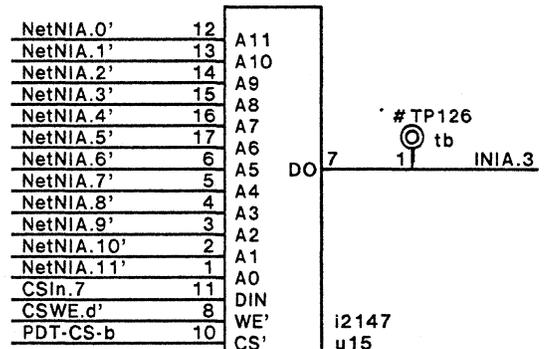 NetNIA.0' 12 A11
NetNIA.1' 13 A10
NetNIA.2' 14 A9
NetNIA.3' 15 A8
NetNIA.4' 16 A7
NetNIA.5' 17 A6
NetNIA.6' 6 A5 DO 7 1 INIA.3
#TP126
tb
NetNIA.7' 5 A4
NetNIA.8' 4 A3
NetNIA.9' 3 A2
NetNIA.10' 2 A1
NetNIA.11' 1 A0
CSIn.7 11 DIN
CSWE.d' 8 WE' i2147
PDT-CS-b 10 CS' u15